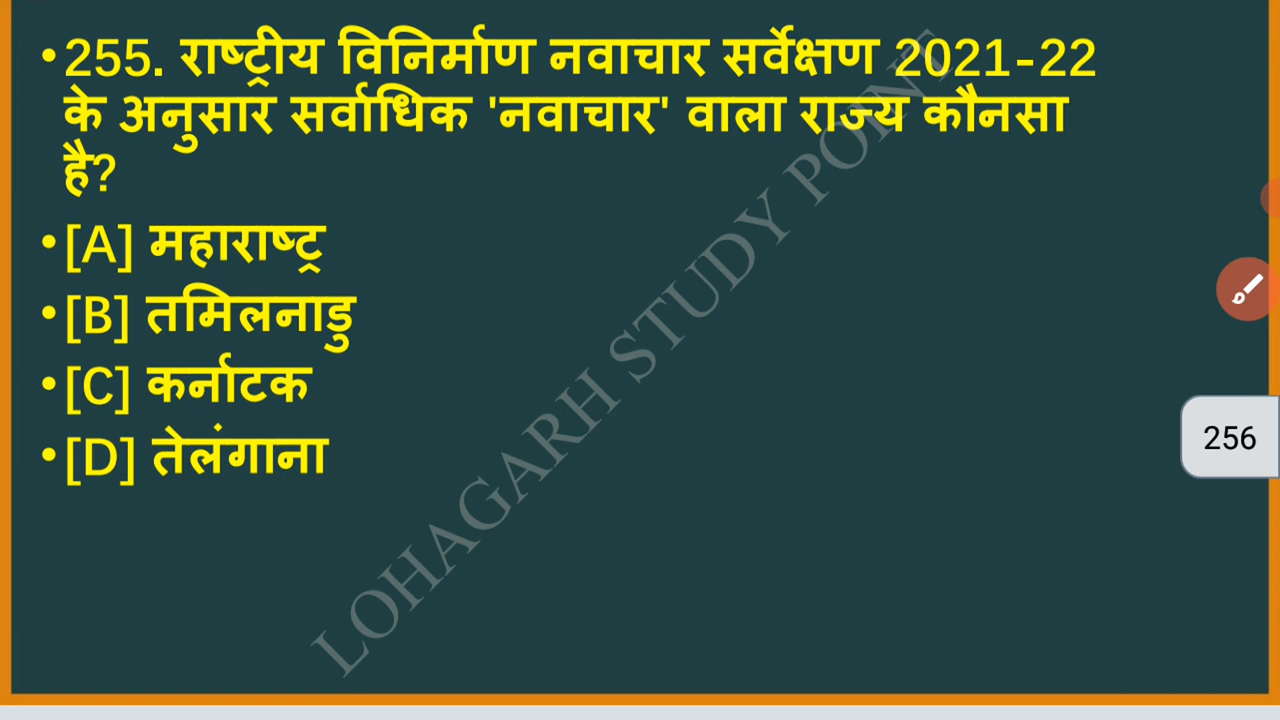 •255. राष्ट्रीय विनिर्माण नवाचार सर्वेक्षण 2021-22
के अनुसार सर्वाधिक 'नवाचार' वाला राज्य कौनसा
है?
•[A] महाराष्ट्र
•[B] तमिलनाडु
•[C] कर्नाटक
•[D] तेलंगाना
256
LOHAGARH STUDY POINT